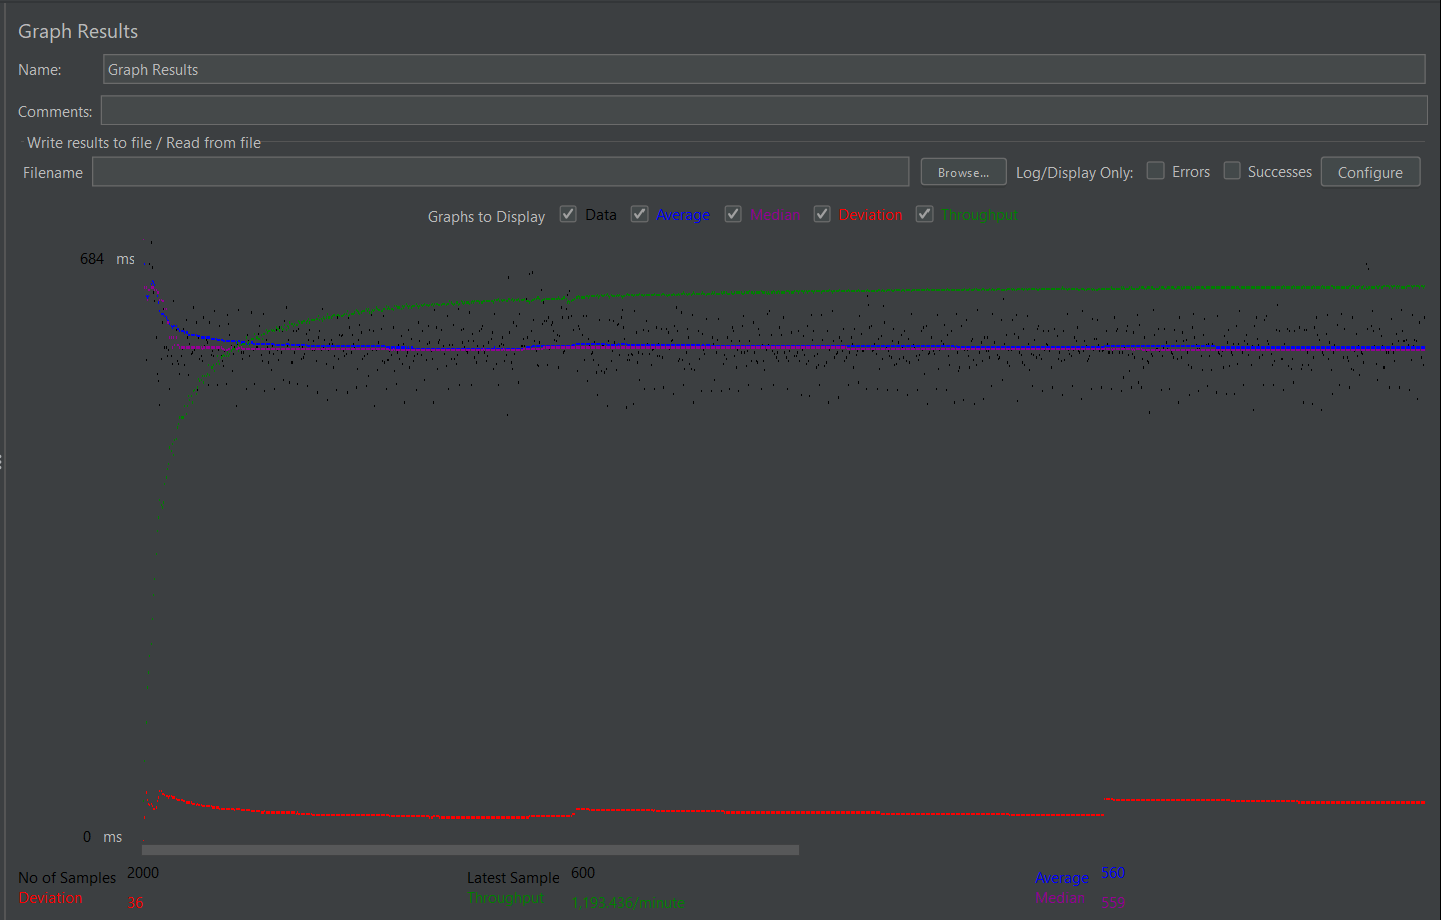 Graph Results
Name: Graph Results
Comments:
Write results to file / Read from file
Filename Browse... Log/Display Only: Errors Successes Configure
Graphs to Display Data Average Median Deviation Throughput
684 ms
0 ms
No of Samples 2000 Latest Sample 600 Average 560
Deviation 36 Throughput 1,193.436/minute Median